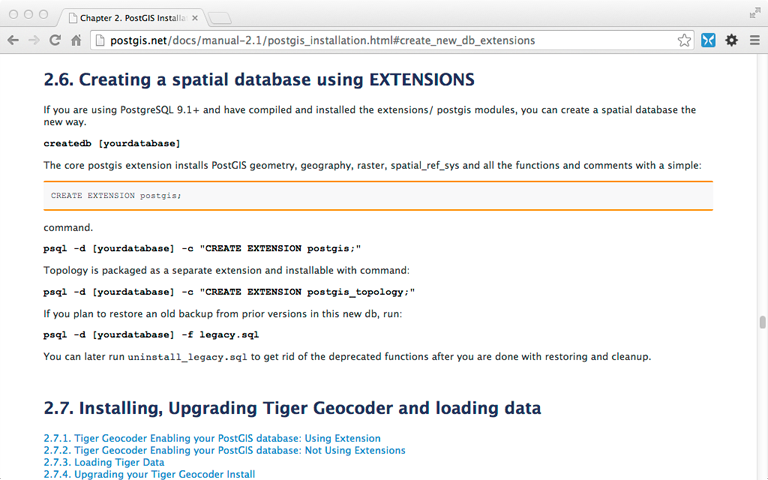 Chapter 2. PostGIS Installa
postgis.net/docs/manual-2.1/postgis_installation.html#create_new_db_extensions
2.6. Creating a spatial database using EXTENSIONS
If you are using PostgreSQL 9.1+ and have compiled and installed the extensions/ postgis modules, you can create a spatial database the
new way.
createdb [yourdatabase]
The core postgis extension installs PostGIS geometry, geography, raster, spatial_ref_sys and all the functions and comments with a simple:
CREATE EXTENSION postgis;
command.
psql -d [yourdatabase] -c "CREATE EXTENSION postgis;"
Topology is packaged as a separate extension and installable with command:
psql -d [yourdatabase] -c "CREATE EXTENSION postgis_topology;"
If you plan to restore an old backup from prior versions in this new db, run:
psql -d [yourdatabase] -f legacy.sql
You can later run uninstall_legacy.sql to get rid of the deprecated functions after you are done with restoring and cleanup.
2.7. Installing, Upgrading Tiger Geocoder and loading data
2.7.1. Tiger Geocoder Enabling your PostGIS database: Using Extension
2.7.2. Tiger Geocoder Enabling your PostGIS database: Not Using Extensions
2.7.3. Loading Tiger Data
2.7.4. Upgrading your Tiger Geocoder Install